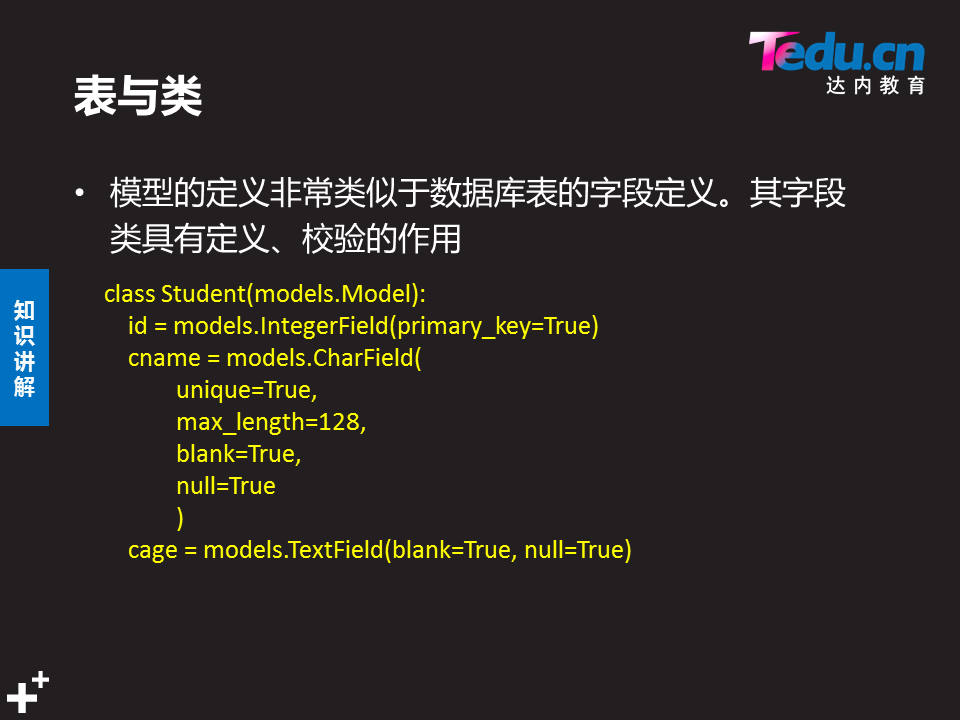 Tedu.cn
达内教育
表与类
• 模型的定义非常类似于数据库表的字段定义。其字段
类具有定义、校验的作用
知识讲解
class Student(models.Model):
id = models.IntegerField(primary_key=True)
cname = models.CharField(
unique=True,
max_length=128,
blank=True,
null=True
)
cage = models.TextField(blank=True, null=True)